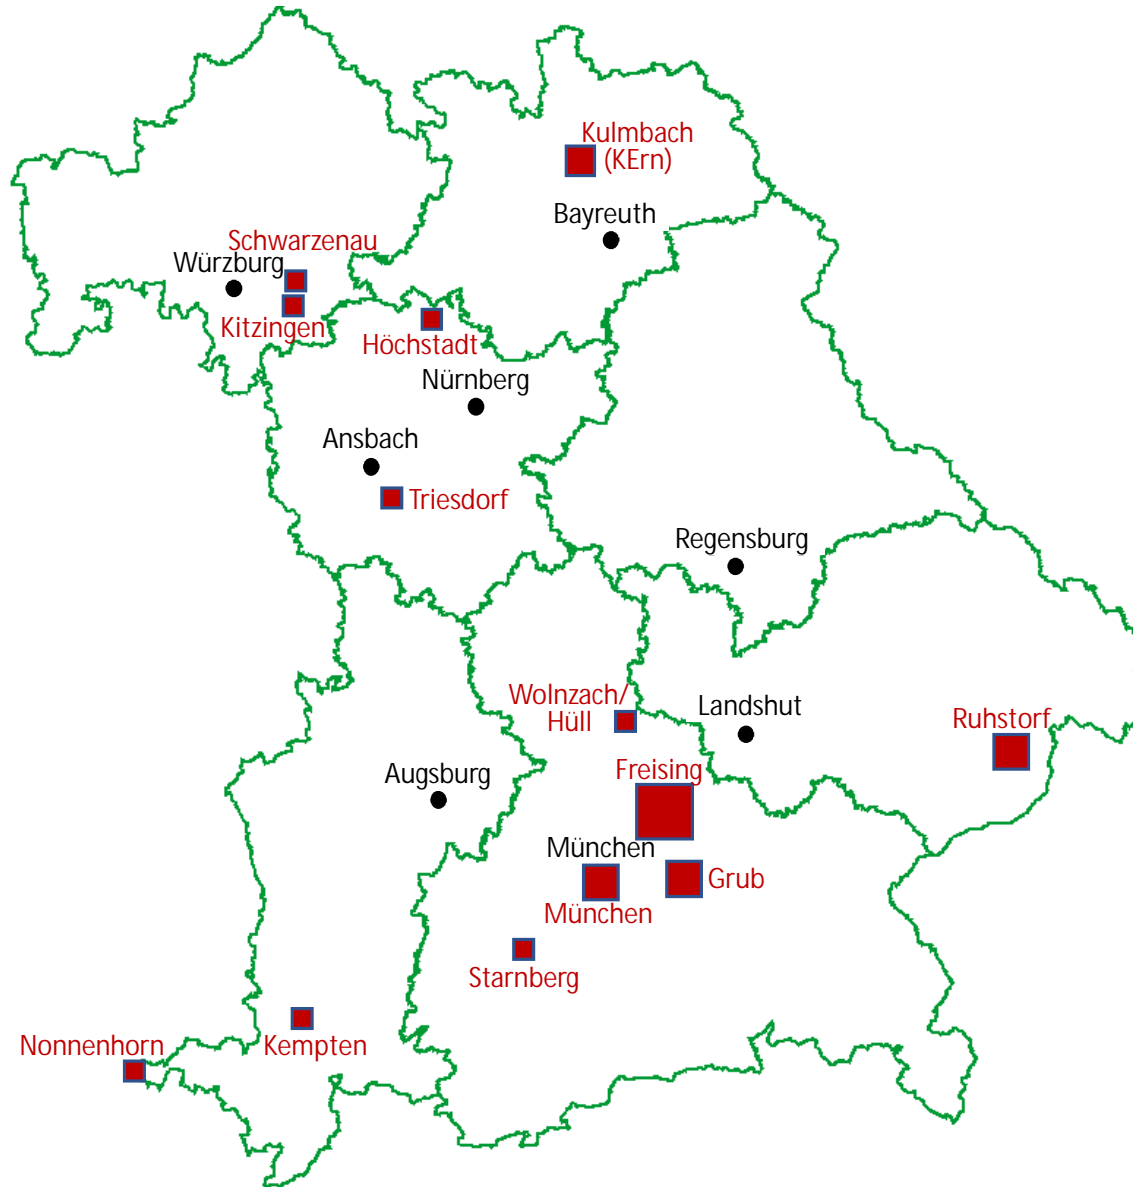 Kulmbach
(KErn)
Bayreuth
Schwarzenau
Würzburg
Kitzingen
Höchstadt
Nürnberg
Ansbach
Triesdorf
Regensburg
Wolnzach/
Hüll
Landshut
Ruhstorf
Freising
Augsburg
München
Grub
München
Starnberg
Nonnenhorn
Kempten